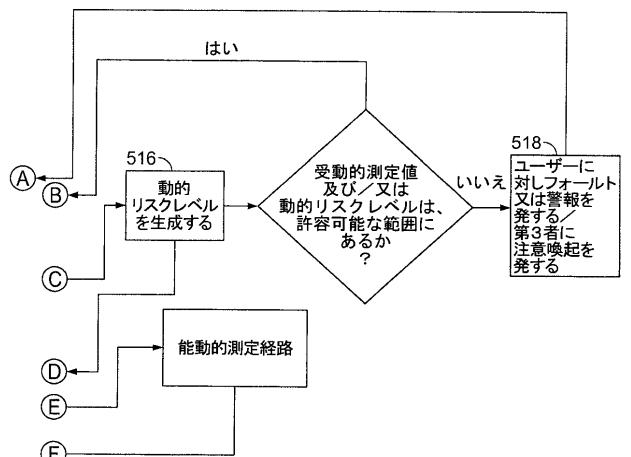 はい
A
B
516
動的
リスクレベル
を生成する
受動的測定値
及び/又は
動的リスクレベルは、
許容可能な範囲に
あるか
?
いいえ
518
ユーザーに
対しフォールト
又は警報を
発する/
第3者に
注意喚起を
発する
C
D
能動的測定経路
E
F